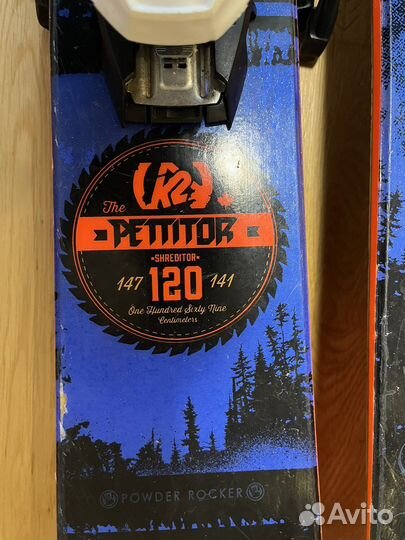 K2
The
PETTITOR
SHREDITOR
147 120 141
One Hundred Sixty Nine
Centimeters
POWDER ROCKER
Avito